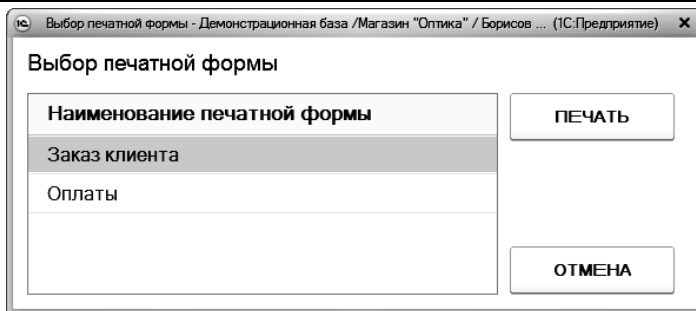 1С Выбор печатной формы - Демонстрационная база /Магазин "Оптика" / Борисов ... (1С:Предприятие) ×
Выбор печатной формы
Наименование печатной формы
ПЕЧАТЬ
Заказ клиента
Оплаты
ОТМЕНА